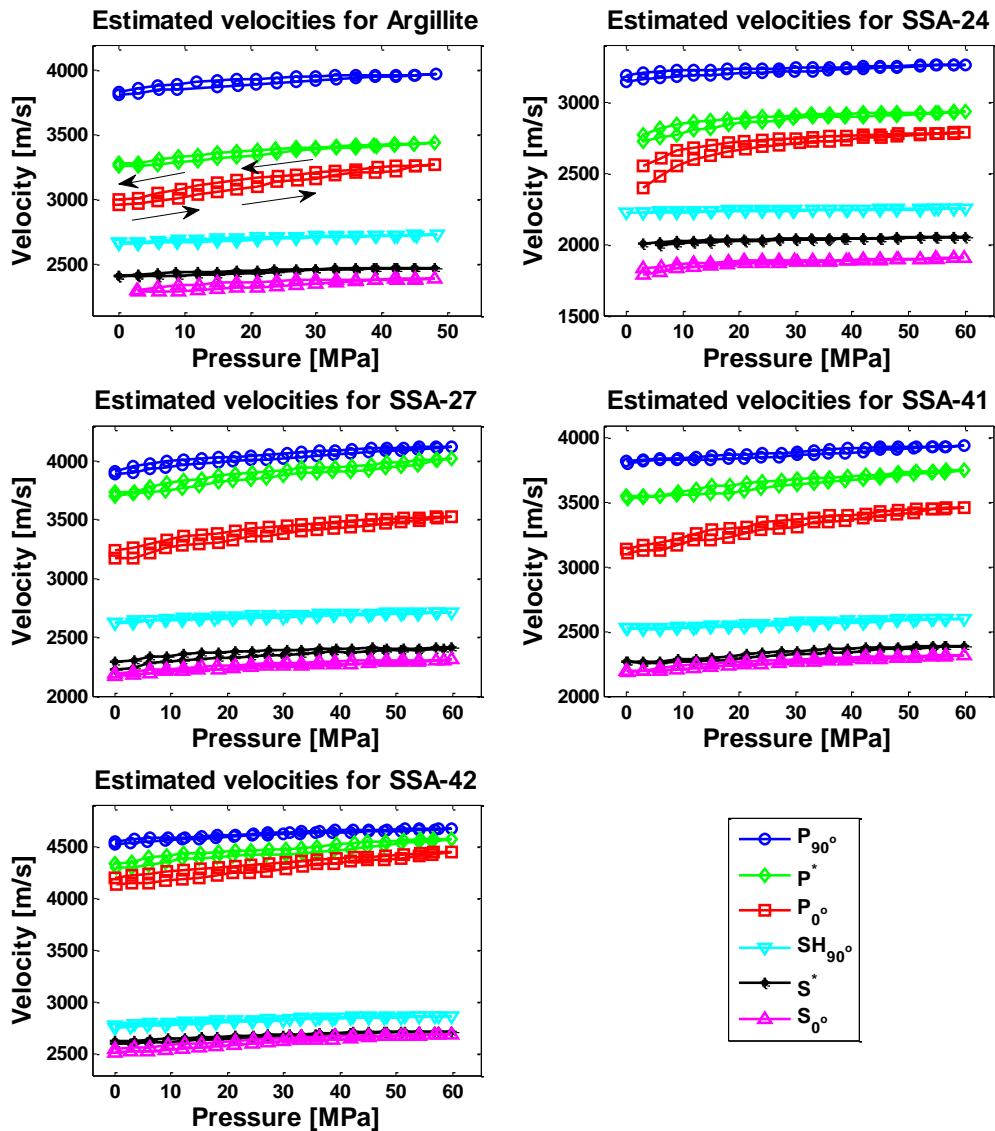 Estimated velocities for Argillite
4000
3500
3000
2500
Velocity [m/s]
0 10 20 30 40 50
Pressure [MPa]
Estimated velocities for SSA-24
3000
2500
2000
1500
Velocity [m/s]
0 10 20 30 40 50 60
Pressure [MPa]
Estimated velocities for SSA-27
4000
3500
3000
2500
2000
Velocity [m/s]
0 10 20 30 40 50 60
Pressure [MPa]
Estimated velocities for SSA-41
4000
3500
3000
2500
2000
Velocity [m/s]
0 10 20 30 40 50 60
Pressure [MPa]
Estimated velocities for SSA-42
4500
4000
3500
3000
2500
Velocity [m/s]
0 10 20 30 40 50 60
Pressure [MPa]
P90o
P*
P0o
SH90o
S*
S0o